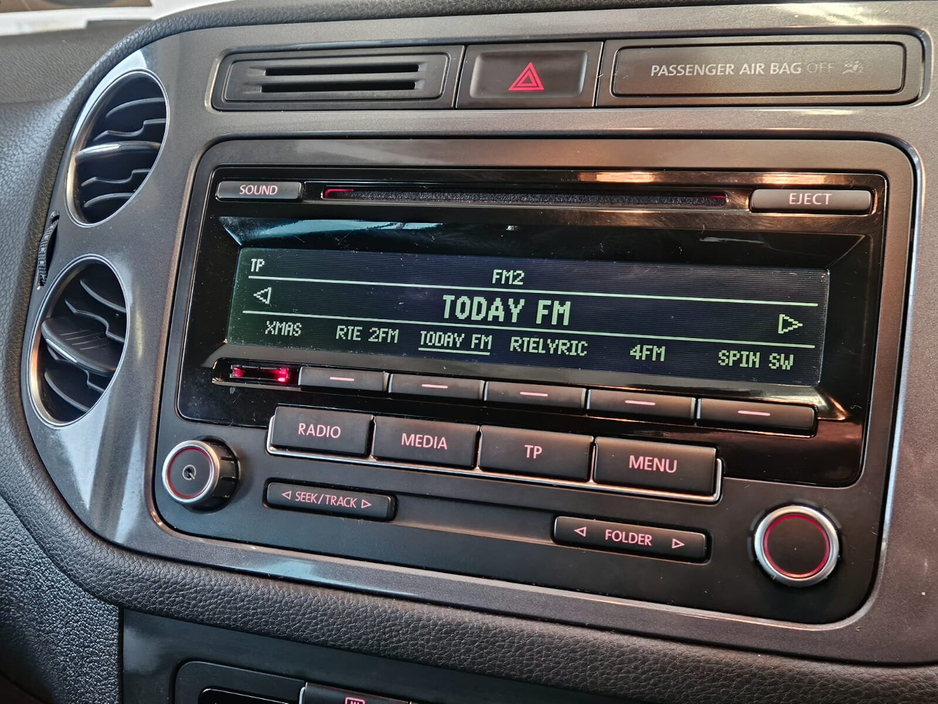 PASSENGER AIR BAG OFF
SOUND
EJECT
TP
FM2
TODAY FM
XMAS RTE 2FM TODAY FM RTELYRIC 4FM SPIN SW
RADIO MEDIA TP MENU
SEEK/TRACK
FOLDER